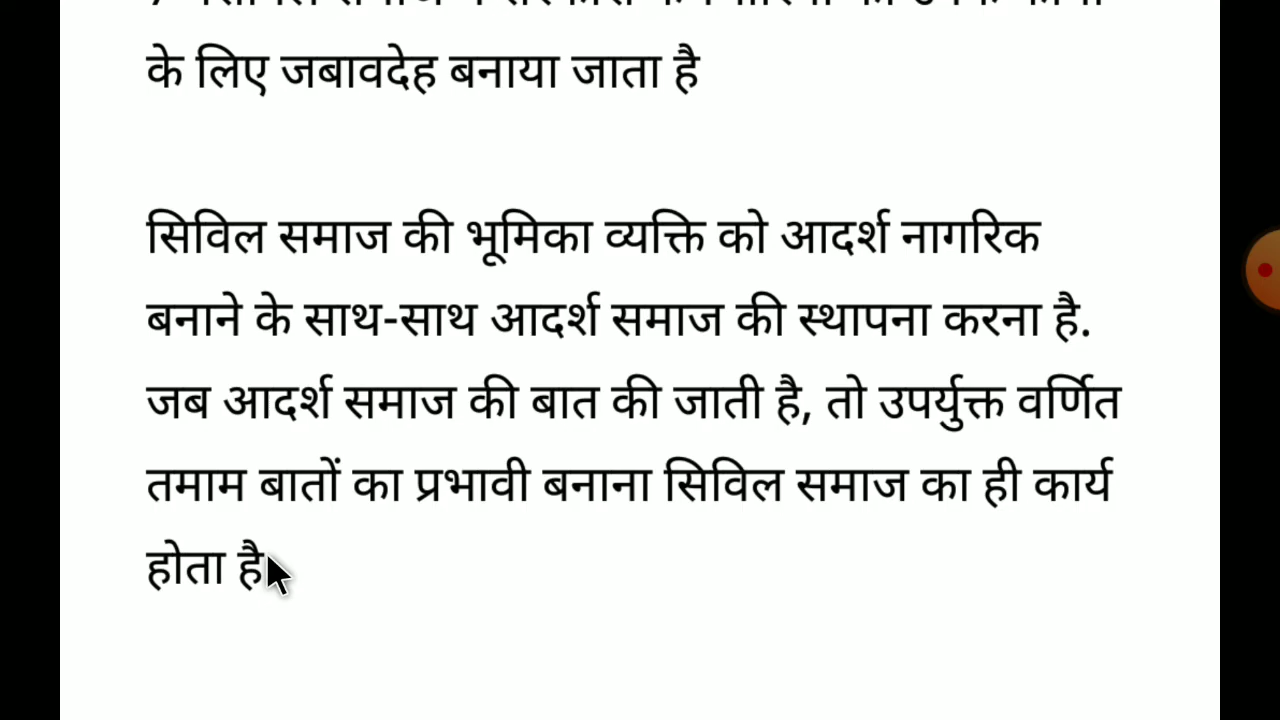 के लिए जबावदेह बनाया जाता है
सिविल समाज की भूमिका व्यक्ति को आदर्श नागरिक
बनाने के साथ-साथ आदर्श समाज की स्थापना करना है.
जब आदर्श समाज की बात की जाती है, तो उपर्युक्त वर्णित
तमाम बातों का प्रभावी बनाना सिविल समाज का ही कार्य
होता है